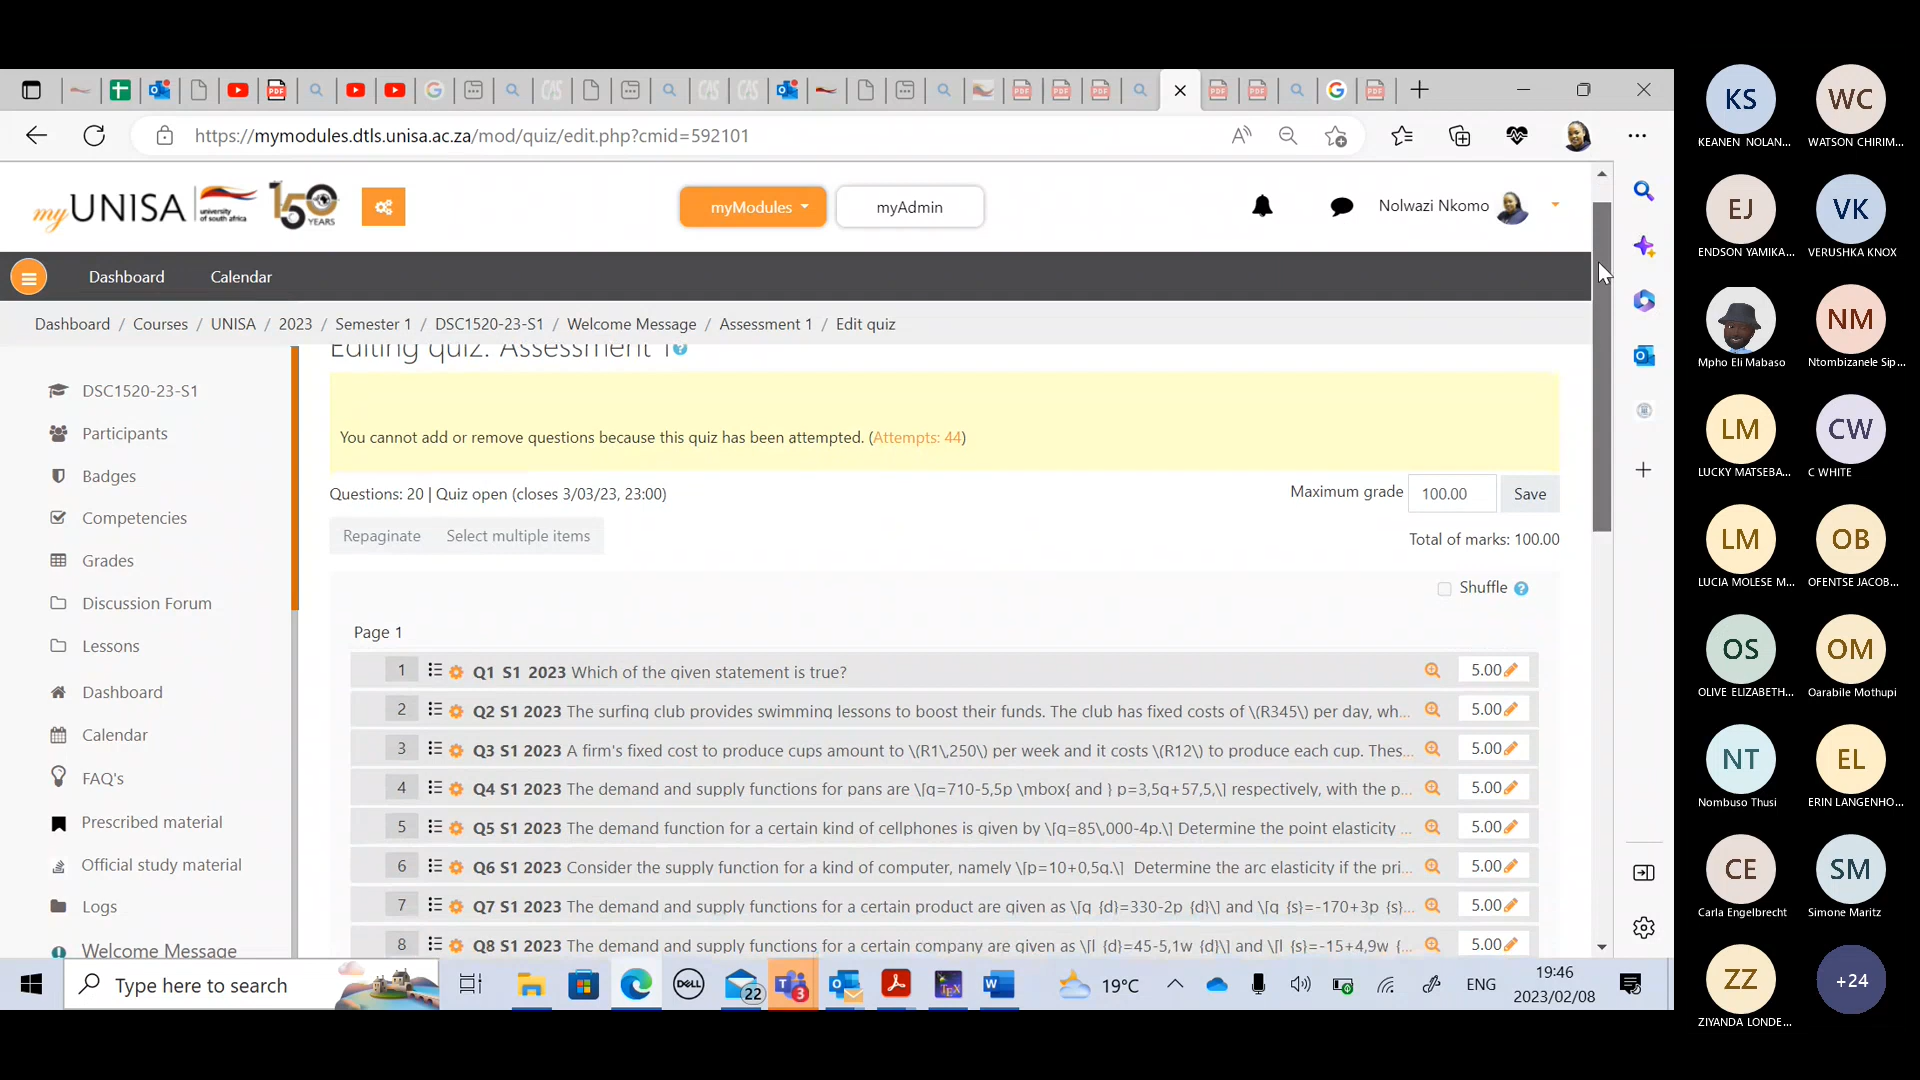 https://mymodules.dtls.unisa.ac.za/mod/quiz/edit.php?cmid=592101
myUNISA university of south africa 150 YEARS
myModules
myAdmin
Nolwazi Nkomo
Dashboard
Calendar
Dashboard / Courses / UNISA / 2023 / Semester 1 / DSC1520-23-S1 / Welcome Message / Assessment 1 / Edit quiz
Editing quiz: Assessment 1
You cannot add or remove questions because this quiz has been attempted. (Attempts: 44)
Questions: 20 | Quiz open (closes 3/03/23, 23:00)
Maximum grade 100.00 Save
Repaginate Select multiple items
Total of marks: 100.00
Shuffle
Page 1
1 Q1 S1 2023 Which of the given statement is true? 5.00
2 Q2 S1 2023 The surfing club provides swimming lessons to boost their funds. The club has fixed costs of \(R345\) per day, wh... 5.00
3 Q3 S1 2023 A firm's fixed cost to produce cups amount to \(R1\,250\) per week and it costs \(R12\) to produce each cup. Thes... 5.00
4 Q4 S1 2023 The demand and supply functions for pans are \[q=710-5,5p \mbox{ and } p=3,5q+57,5,\] respectively, with the p... 5.00
5 Q5 S1 2023 The demand function for a certain kind of cellphones is given by \[q=85\,000-4p.\] Determine the point elasticity ... 5.00
6 Q6 S1 2023 Consider the supply function for a kind of computer, namely \[p=10+0,5q.\] Determine the arc elasticity if the pri... 5.00
7 Q7 S1 2023 The demand and supply functions for a certain product are given as \[q_{d}=330-2p_{d}\] and \[q_{s}=-170+3p_{s}... 5.00
8 Q8 S1 2023 The demand and supply functions for a certain company are given as \[l_{d}=45-5,1w_{d}\] and \[l_{s}=-15+4,9w_{... 5.00
DSC1520-23-S1
Participants
Badges
Competencies
Grades
Discussion Forum
Lessons
Dashboard
Calendar
FAQ's
Prescribed material
Official study material
Logs
Welcome Message
Type here to search
22
3
19°C
ENG
19:46
2023/02/08
KS
KEANEN NOLAN...
WC
WATSON CHIRIM...
EJ
ENDSON YAMIKA...
VK
VERUSHKA KNOX
Mpho Eli Mabaso
NM
Ntombizanele Sip...
LM
LUCKY MATSEBA...
CW
C WHITE
LM
LUCIA MOLESE M...
OB
OFENTSE JACOB...
OS
OLIVE ELIZABETH...
OM
Oarabile Mothupi
NT
Nombuso Thusi
EL
ERIN LANGENHO...
CE
Carla Engelbrecht
SM
Simone Maritz
ZZ
ZIYANDA LONDE...
+24